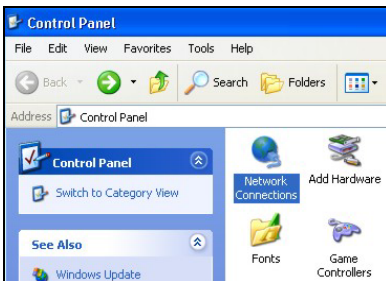 Control Panel
File Edit View Favorites Tools Help
Back Search Folders
Address Control Panel
Control Panel
Switch to Category View
See Also
Windows Update
Network Connections
Add Hardware
Fonts
Game Controllers